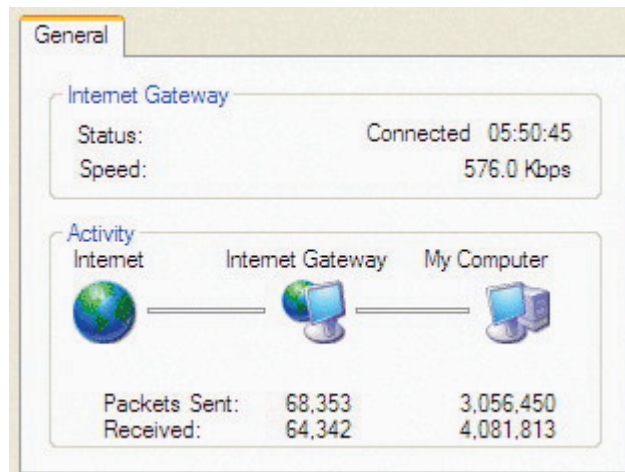 General
Internet Gateway
Status: Connected 05:50:45
Speed: 576.0 Kbps
Activity
Internet Internet Gateway My Computer
Packets Sent: 68,353 3,056,450
Received: 64,342 4,081,813